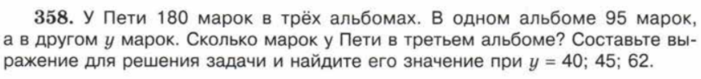 358. У Пети 180 марок в трёх альбомах. В одном альбоме 95 марок,
а в другом y марок. Сколько марок у Пети в третьем альбоме? Составьте вы-
ражение для решения задачи и найдите его значение при y = 40; 45; 62.